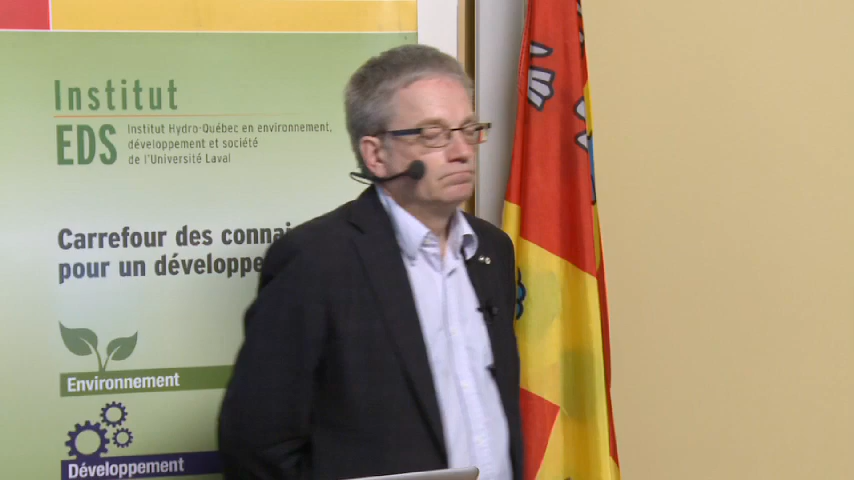 Institut
EDS
Institut Hydro-Québec en environnement,
développement et société
de l'Université Laval
Carrefour des connai
pour un développe
Environnement
Développement